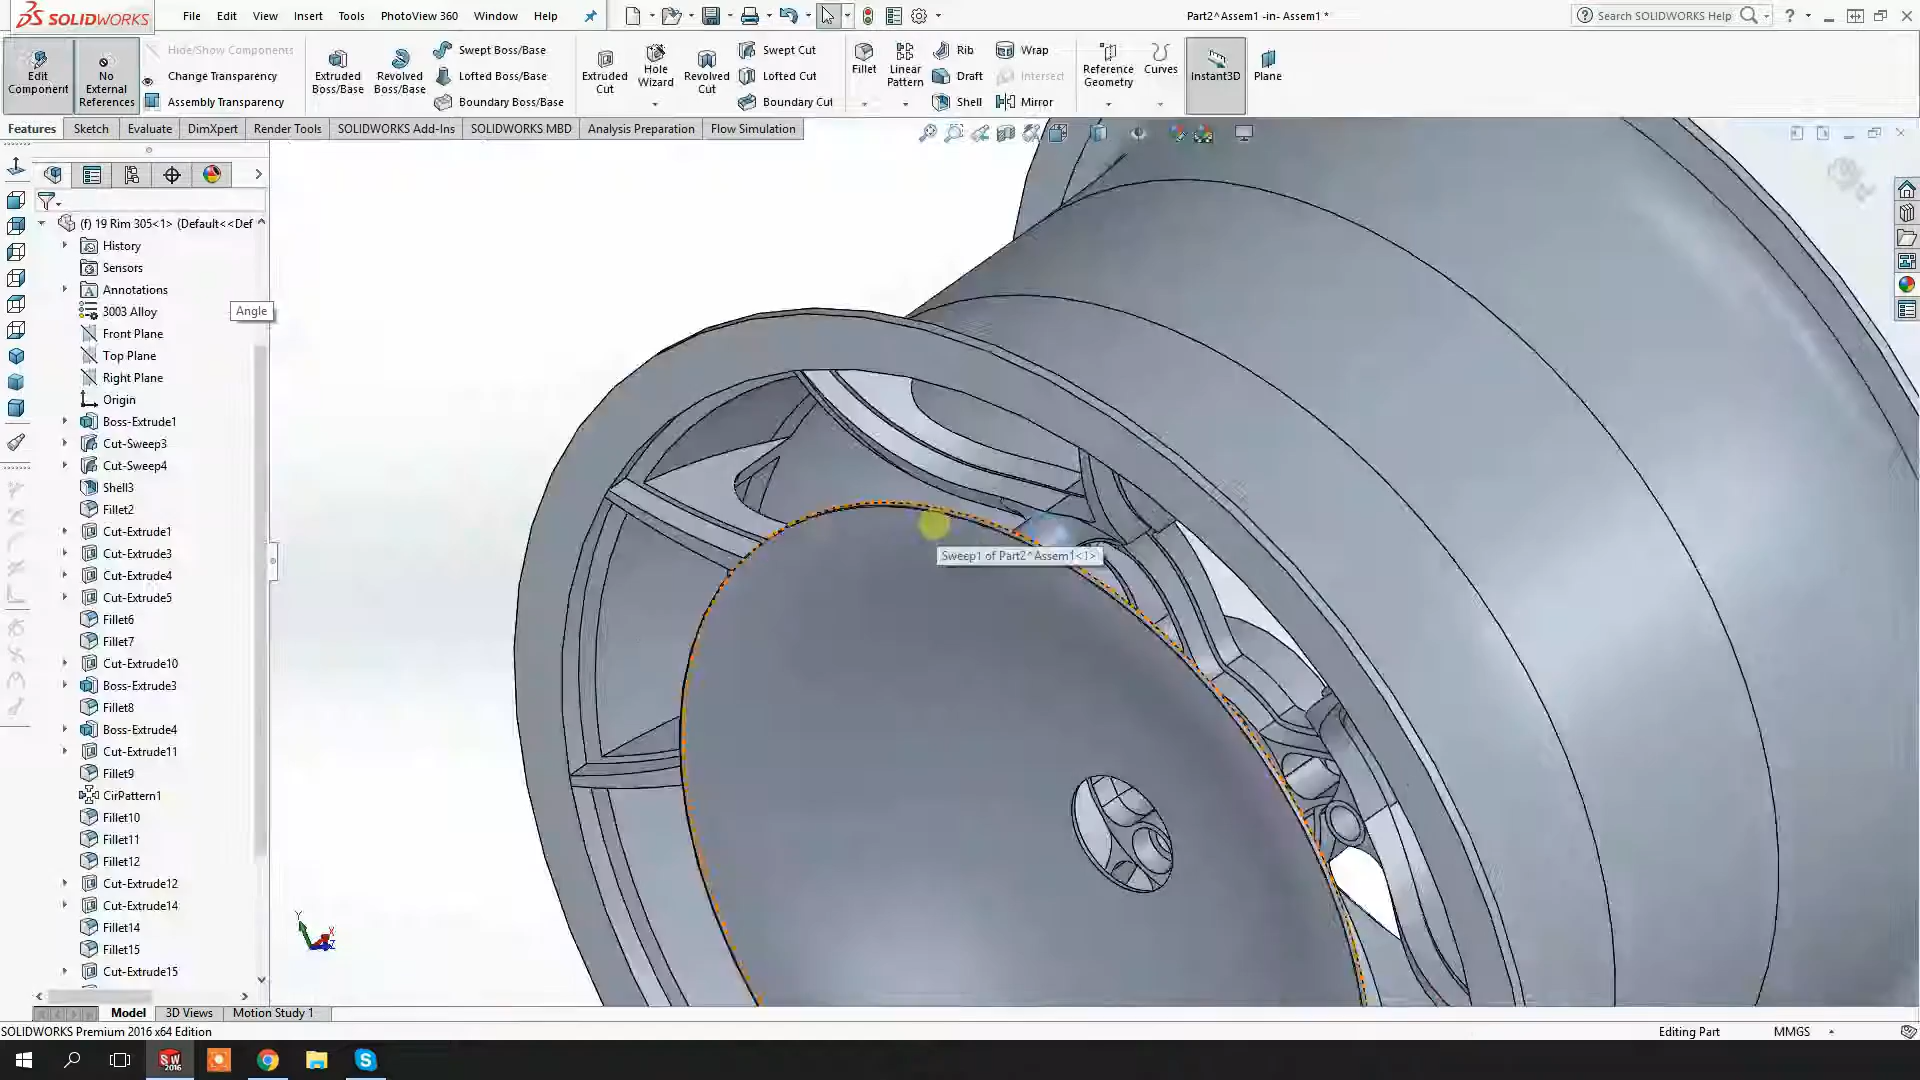 SOLIDWORKS
File Edit View Insert Tools PhotoView 360 Window Help
Part2^Assem1 -in- Assem1 *
Search SOLIDWORKS Help
Edit Component
No External References
Hide/Show Components
Change Transparency
Assembly Transparency
Extruded Boss/Base
Revolved Boss/Base
Swept Boss/Base
Lofted Boss/Base
Boundary Boss/Base
Extruded Cut
Hole Wizard
Revolved Cut
Swept Cut
Lofted Cut
Boundary Cut
Fillet
Linear Pattern
Rib
Draft
Shell
Wrap
Intersect
Mirror
Reference Geometry
Curves
Instant3D
Plane
Features Sketch Evaluate DimXpert Render Tools SOLIDWORKS Add-Ins SOLIDWORKS MBD Analysis Preparation Flow Simulation
(f) 19 Rim 305<1> (Default<<Def
History
Sensors
Annotations
3003 Alloy
Angle
Front Plane
Top Plane
Right Plane
Origin
Boss-Extrude1
Cut-Sweep3
Cut-Sweep4
Shell3
Fillet2
Cut-Extrude1
Cut-Extrude3
Cut-Extrude4
Cut-Extrude5
Fillet6
Fillet7
Cut-Extrude10
Boss-Extrude3
Fillet8
Boss-Extrude4
Cut-Extrude11
Fillet9
CirPattern1
Fillet10
Fillet11
Fillet12
Cut-Extrude12
Cut-Extrude14
Fillet14
Fillet15
Cut-Extrude15
Sweep1 of Part2^Assem1<1>
Y
X
Z
Model 3D Views Motion Study 1
SOLIDWORKS Premium 2016 x64 Edition
Editing Part
MMGS
SW 2016